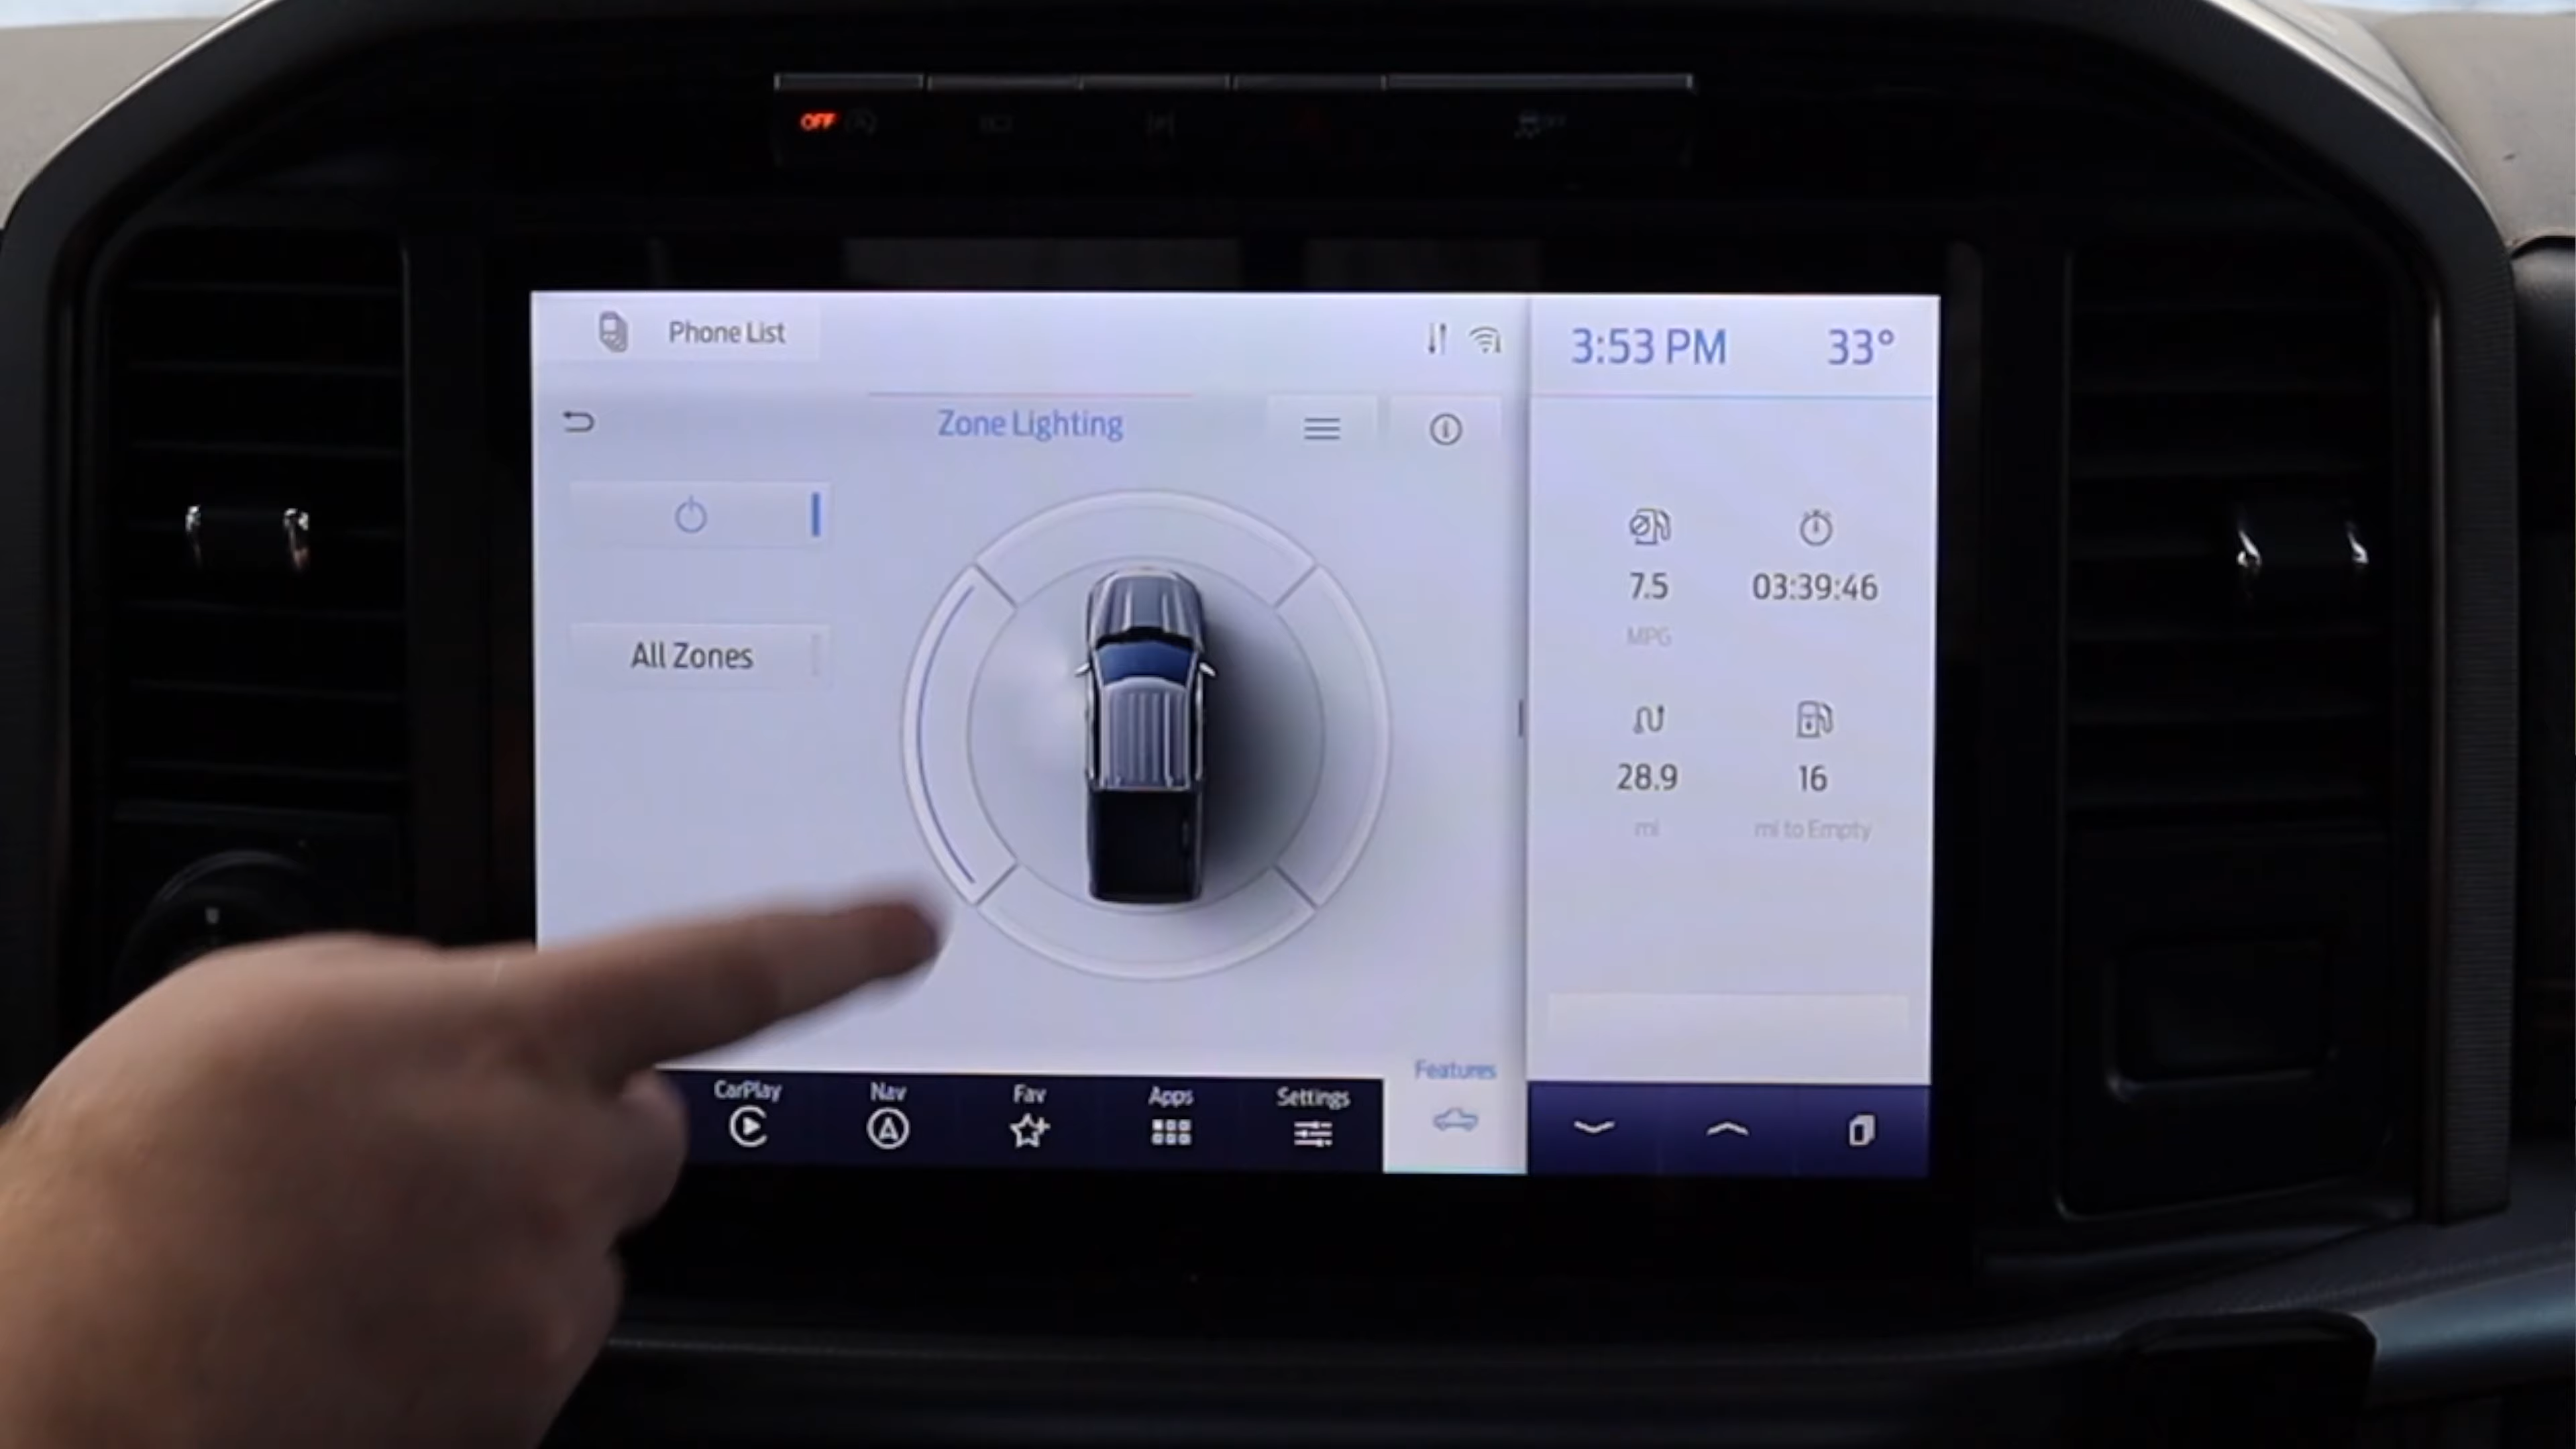 OFF
Phone List
3:53 PM 33°
Zone Lighting
7.5 03:39:46
MPG
All Zones
28.9 16
mi mi to Empty
Features
CarPlay Nav Fav Apps Settings